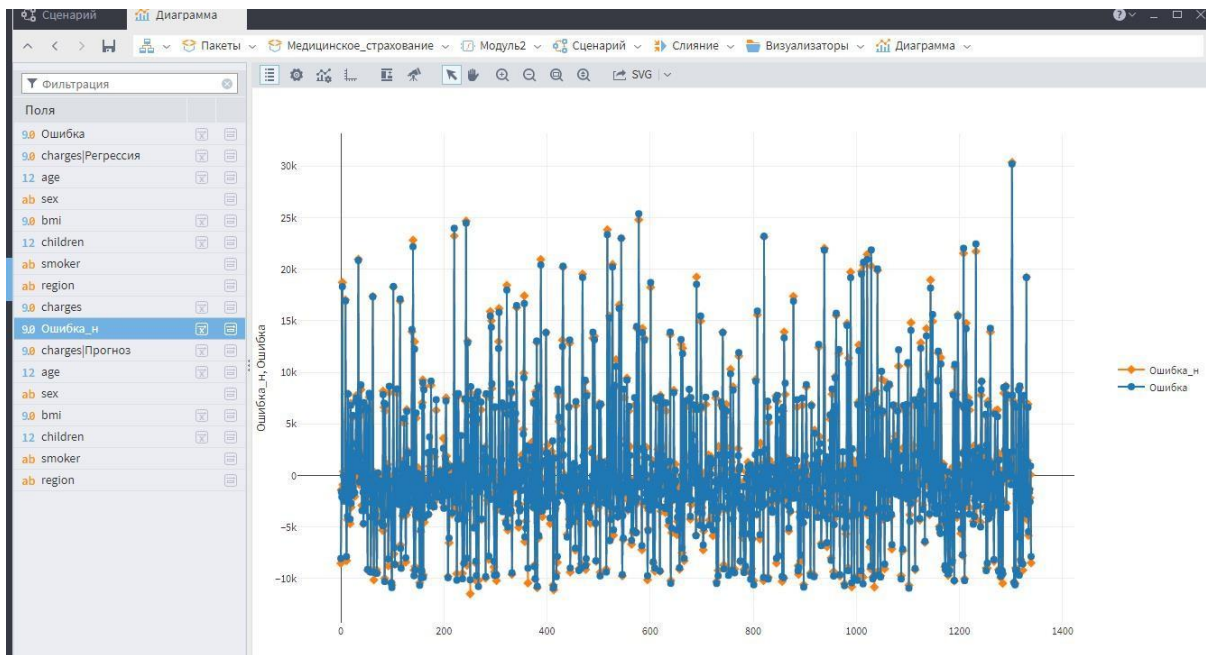 Сценарий Диаграмма
Пакеты Медицинское_страхование Модуль2 Сценарий Слияние Визуализаторы Диаграмма
Фильтрация
SVG
Поля
9.0 Ошибка
9.0 charges|Регрессия
12 age
ab sex
9.0 bmi
12 children
ab smoker
ab region
9.0 charges
9.0 Ошибка_н
9.0 charges|Прогноз
12 age
ab sex
9.0 bmi
12 children
ab smoker
ab region
Ошибка_н, Ошибка
30k
25k
20k
15k
10k
5k
0
−5k
−10k
0 200 400 600 800 1000 1200 1400
Ошибка_н
Ошибка